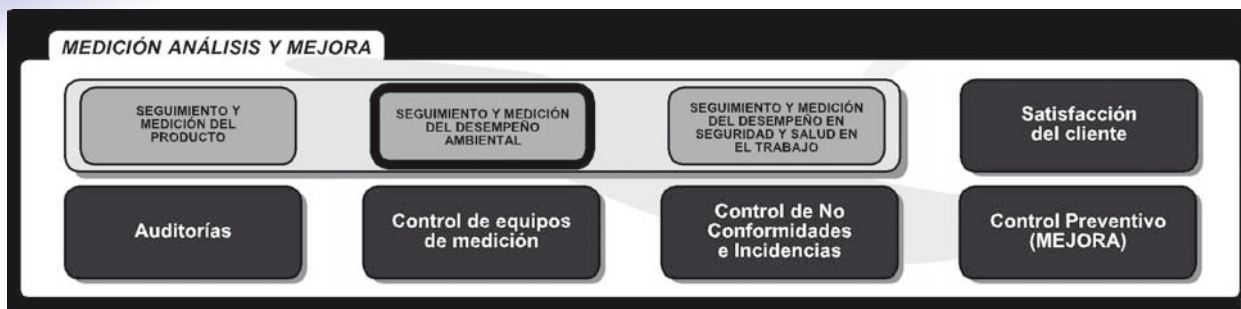 MEDICIÓN ANÁLISIS Y MEJORA
SEGUIMIENTO Y
MEDICIÓN DEL
PRODUCTO
SEGUIMIENTO Y MEDICIÓN
DEL DESEMPEÑO
AMBIENTAL
SEGUIMIENTO Y MEDICIÓN
DEL DESEMPEÑO EN
SEGURIDAD Y SALUD EN
EL TRABAJO
Satisfacción
del cliente
Auditorías
Control de equipos
de medición
Control de No
Conformidades
e Incidencias
Control Preventivo
(MEJORA)